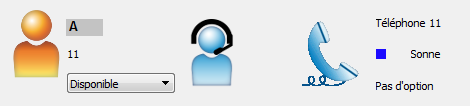 A
11
Disponible
Téléphone 11
Sonne
Pas d'option